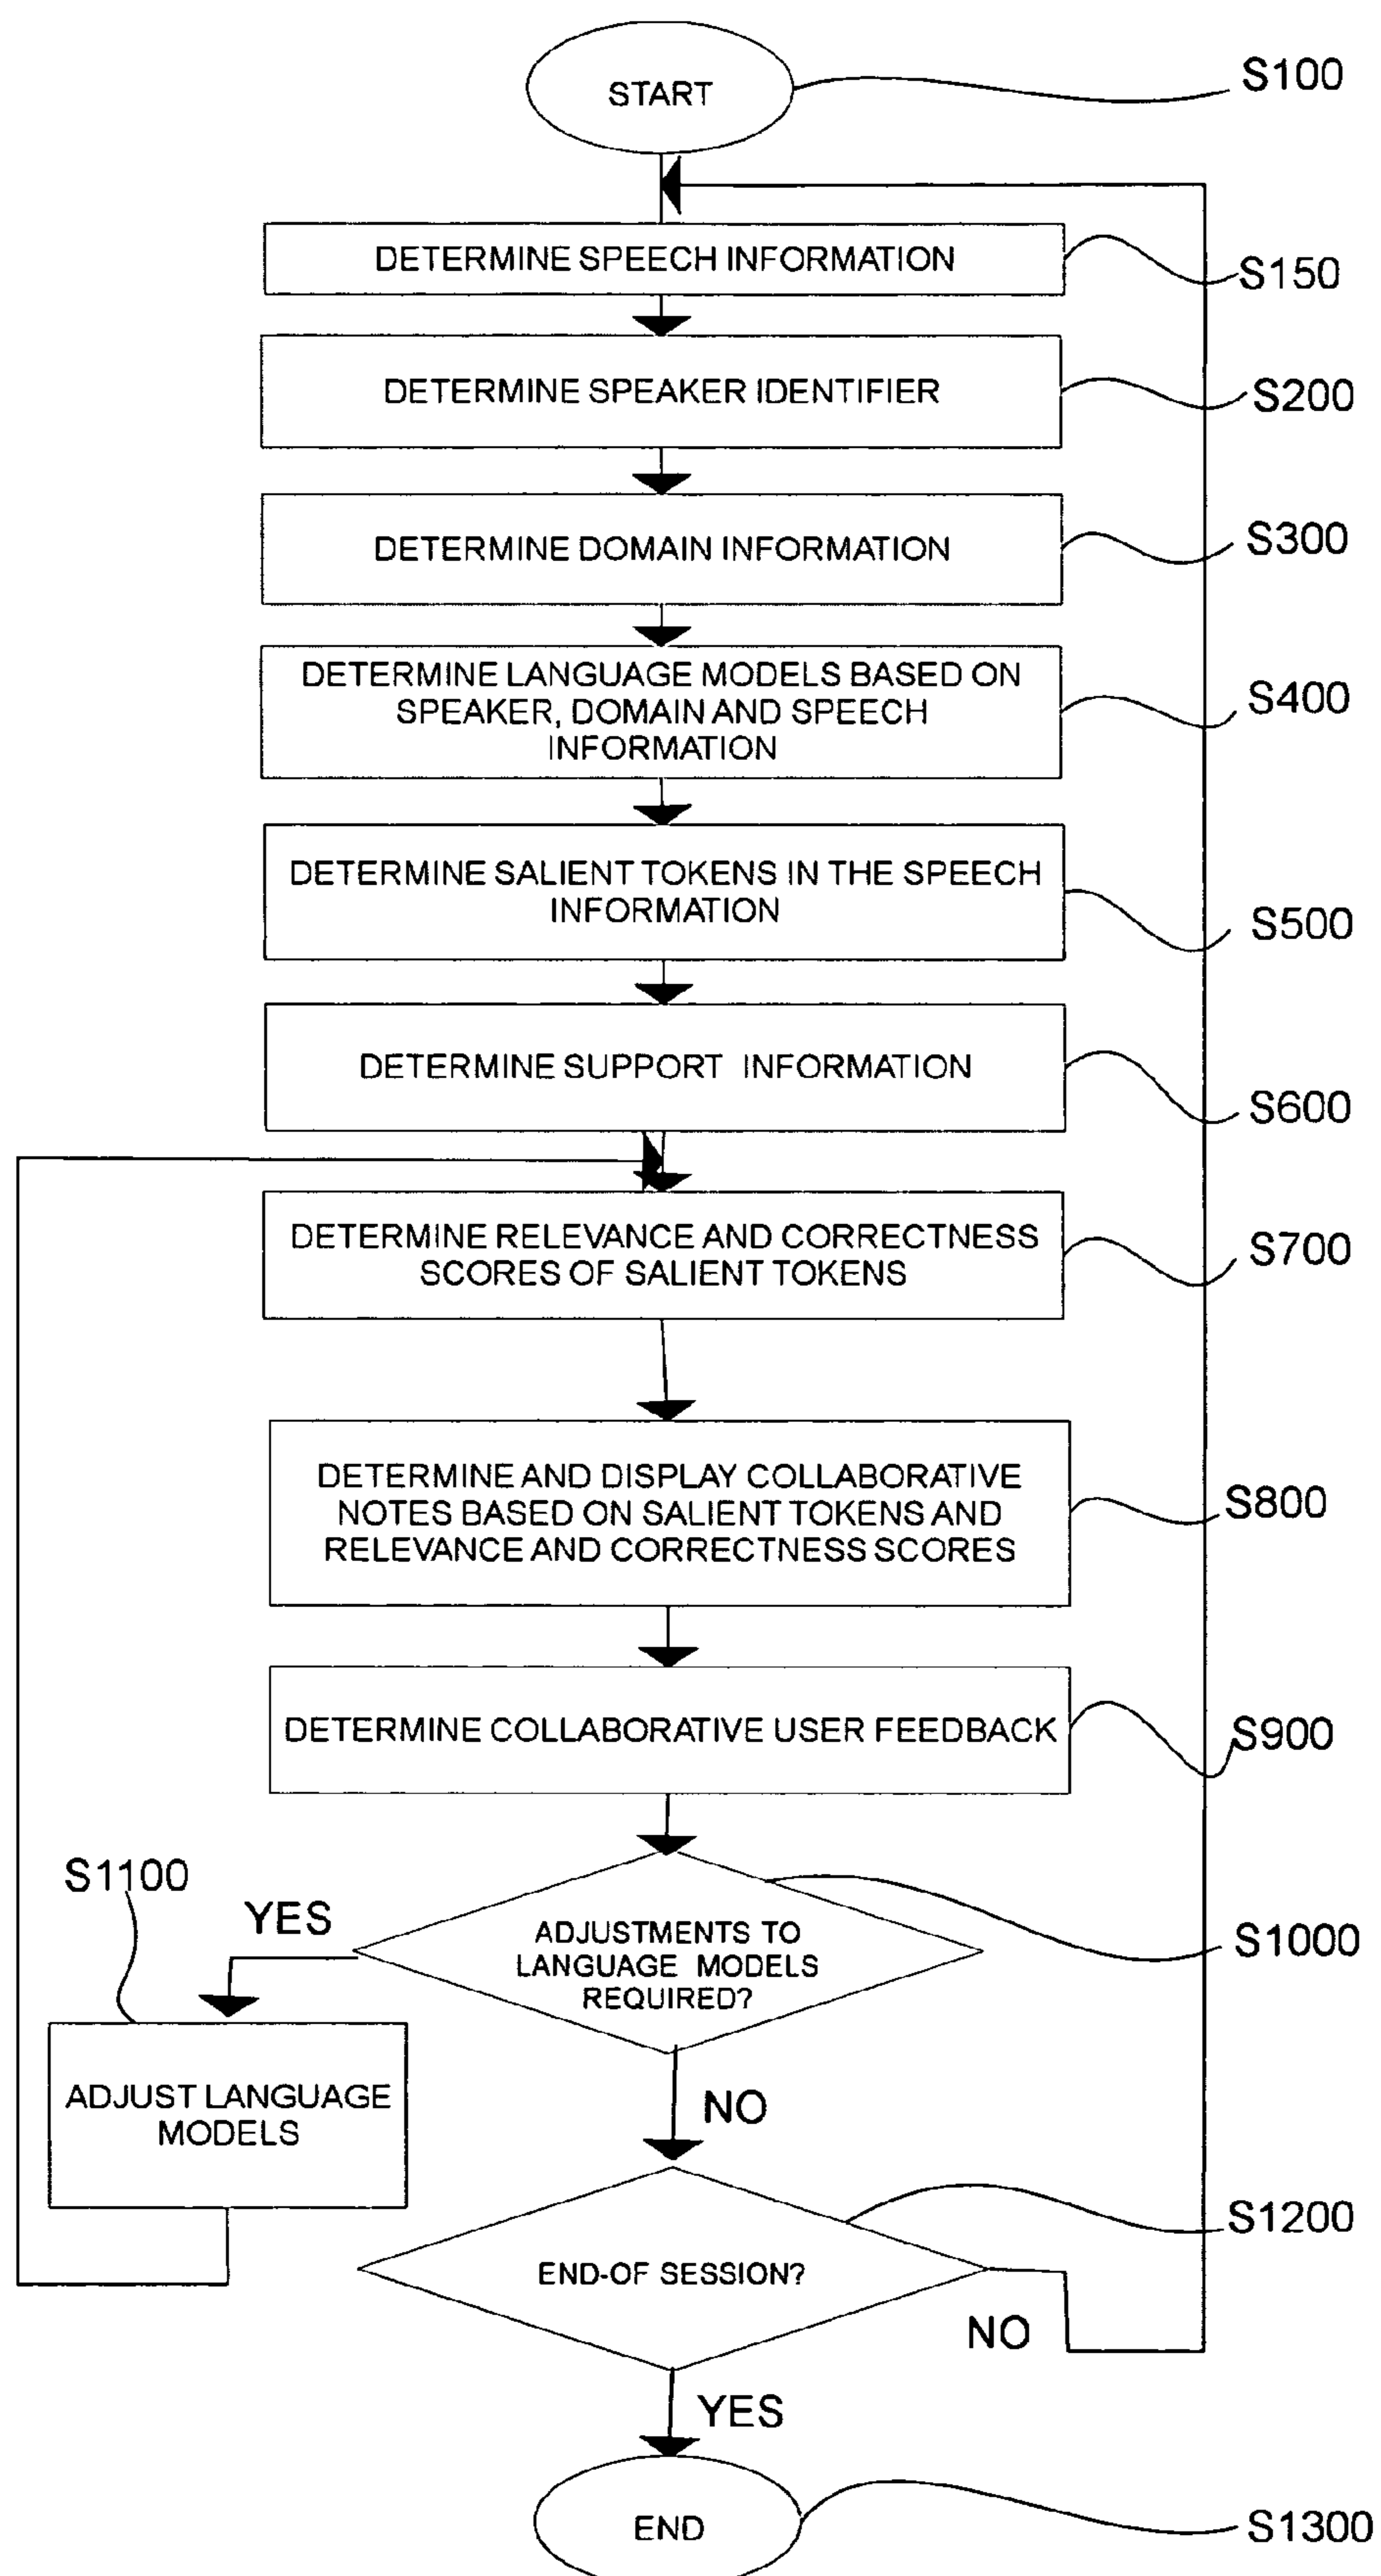 START
S100
DETERMINE SPEECH INFORMATION
S150
DETERMINE SPEAKER IDENTIFIER
S200
DETERMINE DOMAIN INFORMATION
S300
DETERMINE LANGUAGE MODELS BASED ON
SPEAKER, DOMAIN AND SPEECH
INFORMATION
S400
DETERMINE SALIENT TOKENS IN THE SPEECH
INFORMATION
S500
DETERMINE SUPPORT INFORMATION
S600
DETERMINE RELEVANCE AND CORRECTNESS
SCORES OF SALIENT TOKENS
S700
DETERMINE AND DISPLAY COLLABORATIVE
NOTES BASED ON SALIENT TOKENS AND
RELEVANCE AND CORRECTNESS SCORES
S800
DETERMINE COLLABORATIVE USER FEEDBACK
S900
S1100
YES
ADJUSTMENTS TO
LANGUAGE MODELS
REQUIRED?
S1000
ADJUST LANGUAGE
MODELS
NO
S1200
END-OF SESSION?
NO
YES
END
S1300